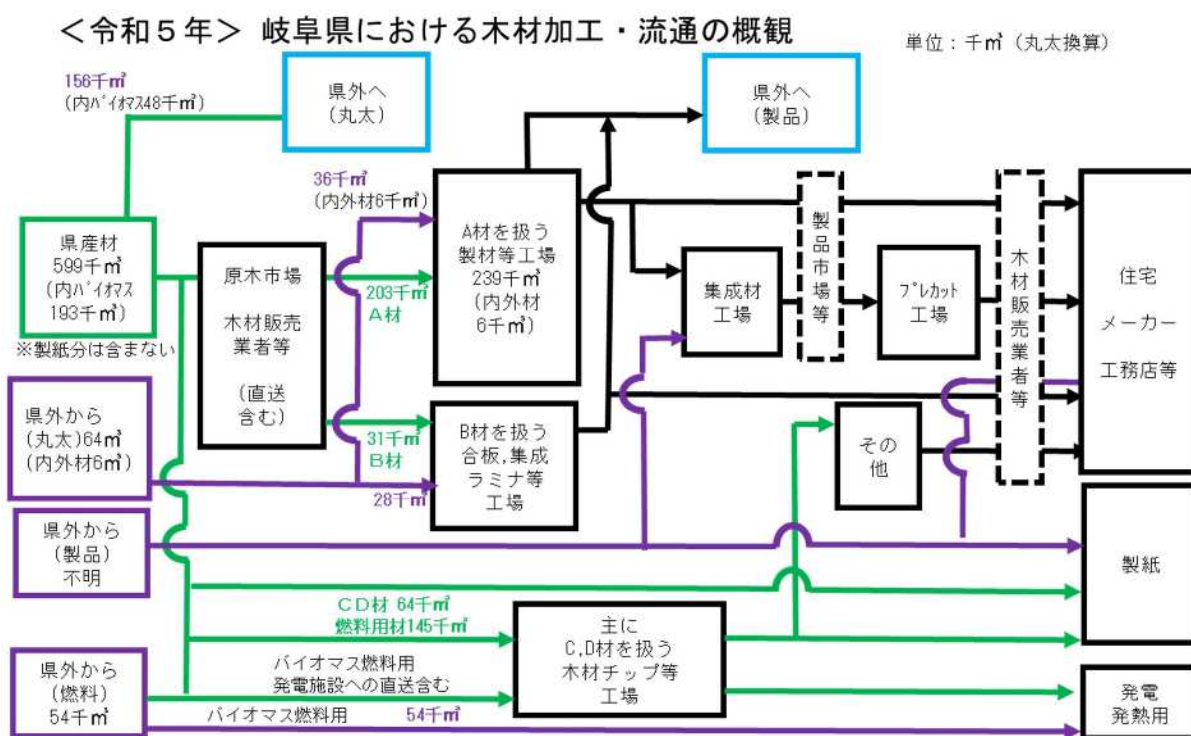 ＜令和５年＞ 岐阜県における木材加工・流通の概観
単位：千㎥（丸太換算）
156千㎥
(内ﾊﾞｲｵﾏｽ48千㎥)
県外へ
(丸太)
県外へ
(製品)
36千㎥
(内外材6千㎥)
県産材
599千㎥
(内ﾊﾞｲｵﾏｽ
193千㎥)
※製紙分は含まない
原木市場
木材販売
業者等
(直送
含む)
203千㎥
A材
A材を扱う
製材等工場
239千㎥
(内外材
6千㎥)
集成材
工場
製品市場等
ﾌﾟﾚｶｯﾄ
工場
木材販売業者等
住宅
メーカー
工務店等
県外から
(丸太)64㎥
(内外材6㎥)
31千㎥
B材
28千㎥
B材を扱う
合板,集成
ラミナ等
工場
その
他
県外から
(製品)
不明
製紙
CD材 64千㎥
燃料用材145千㎥
主に
C,D材を扱う
木材チップ等
工場
バイオマス燃料用
発電施設への直送含む
県外から
(燃料)
54千㎥
バイオマス燃料用
54千㎥
発電
発熱用